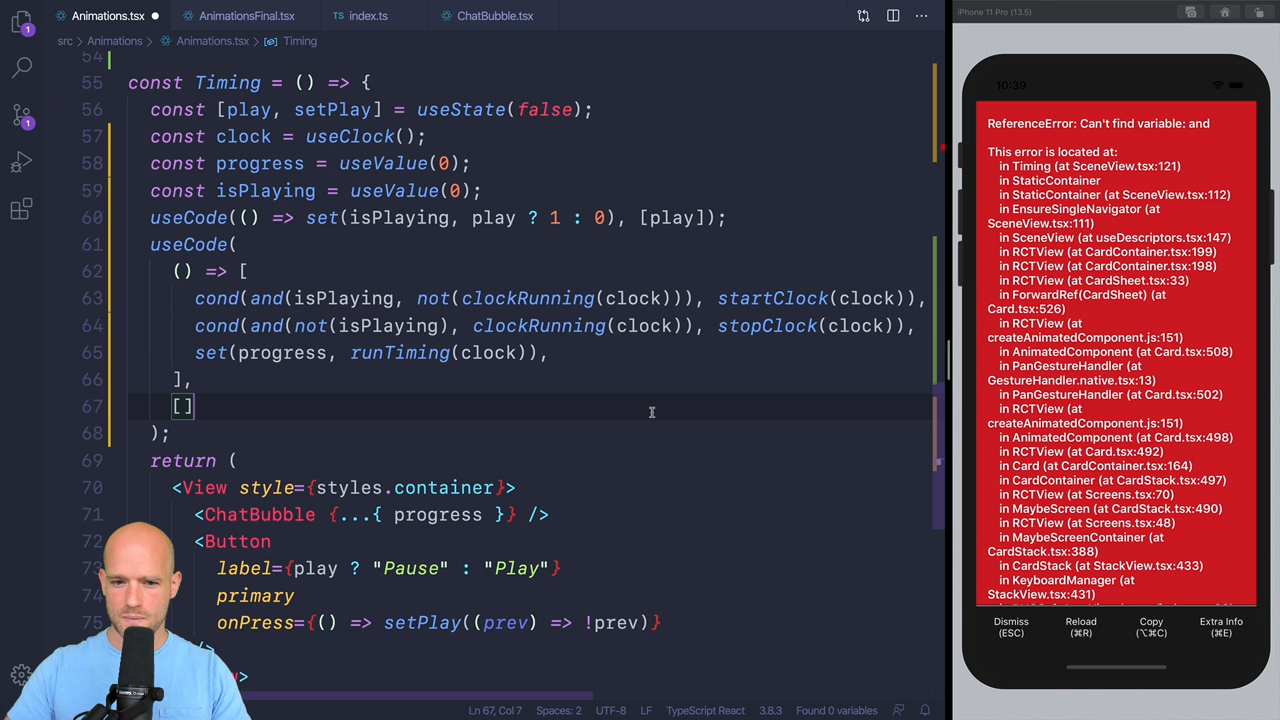 Animations.tsx
AnimationsFinal.tsx
TS index.ts
ChatBubble.tsx
iPhone 11 Pro (13.5)
src > Animations > Animations.tsx > Timing
54
55 const Timing = () => {
56 const [play, setPlay] = useState(false);
57 const clock = useClock();
58 const progress = useValue(0);
59 const isPlaying = useValue(0);
60 useCode(() => set(isPlaying, play ? 1 : 0), [play]);
61 useCode(
62 () => [
63 cond(and(isPlaying, not(clockRunning(clock))), startClock(clock)),
64 cond(and(not(isPlaying), clockRunning(clock)), stopClock(clock)),
65 set(progress, runTiming(clock)),
66 ],
67 []
68 );
69 return (
70 <View style={styles.container}>
71 <ChatBubble {...{ progress }} />
72 <Button
73 label={play ? "Pause" : "Play"}
74 primary
75 onPress={() => setPlay((prev) => !prev)}
1
1
Ln 67, Col 7
Spaces: 2
UTF-8
LF
TypeScript React
3.8.3
Found 0 variables
10:39
ReferenceError: Can't find variable: and
This error is located at:
in Timing (at SceneView.tsx:121)
in StaticContainer
in StaticContainer (at SceneView.tsx:112)
in EnsureSingleNavigator (at
SceneView.tsx:111)
in SceneView (at useDescriptors.tsx:147)
in RCTView (at CardContainer.tsx:199)
in RCTView (at CardContainer.tsx:198)
in RCTView (at CardSheet.tsx:33)
in ForwardRef(CardSheet) (at
Card.tsx:526)
in RCTView (at
createAnimatedComponent.js:151)
in AnimatedComponent (at Card.tsx:508)
in PanGestureHandler (at
GestureHandler.native.tsx:13)
in PanGestureHandler (at Card.tsx:502)
in RCTView (at
createAnimatedComponent.js:151)
in AnimatedComponent (at Card.tsx:498)
in RCTView (at Card.tsx:492)
in Card (at CardContainer.tsx:164)
in CardContainer (at CardStack.tsx:497)
in RCTView (at Screens.tsx:70)
in MaybeScreen (at CardStack.tsx:490)
in RCTView (at Screens.tsx:48)
in MaybeScreenContainer (at
CardStack.tsx:388)
in CardStack (at StackView.tsx:433)
in KeyboardManager (at
StackView.tsx:431)
Dismiss
(ESC)
Reload
(⌘R)
Copy
(⌥⌘C)
Extra Info
(⌘E)